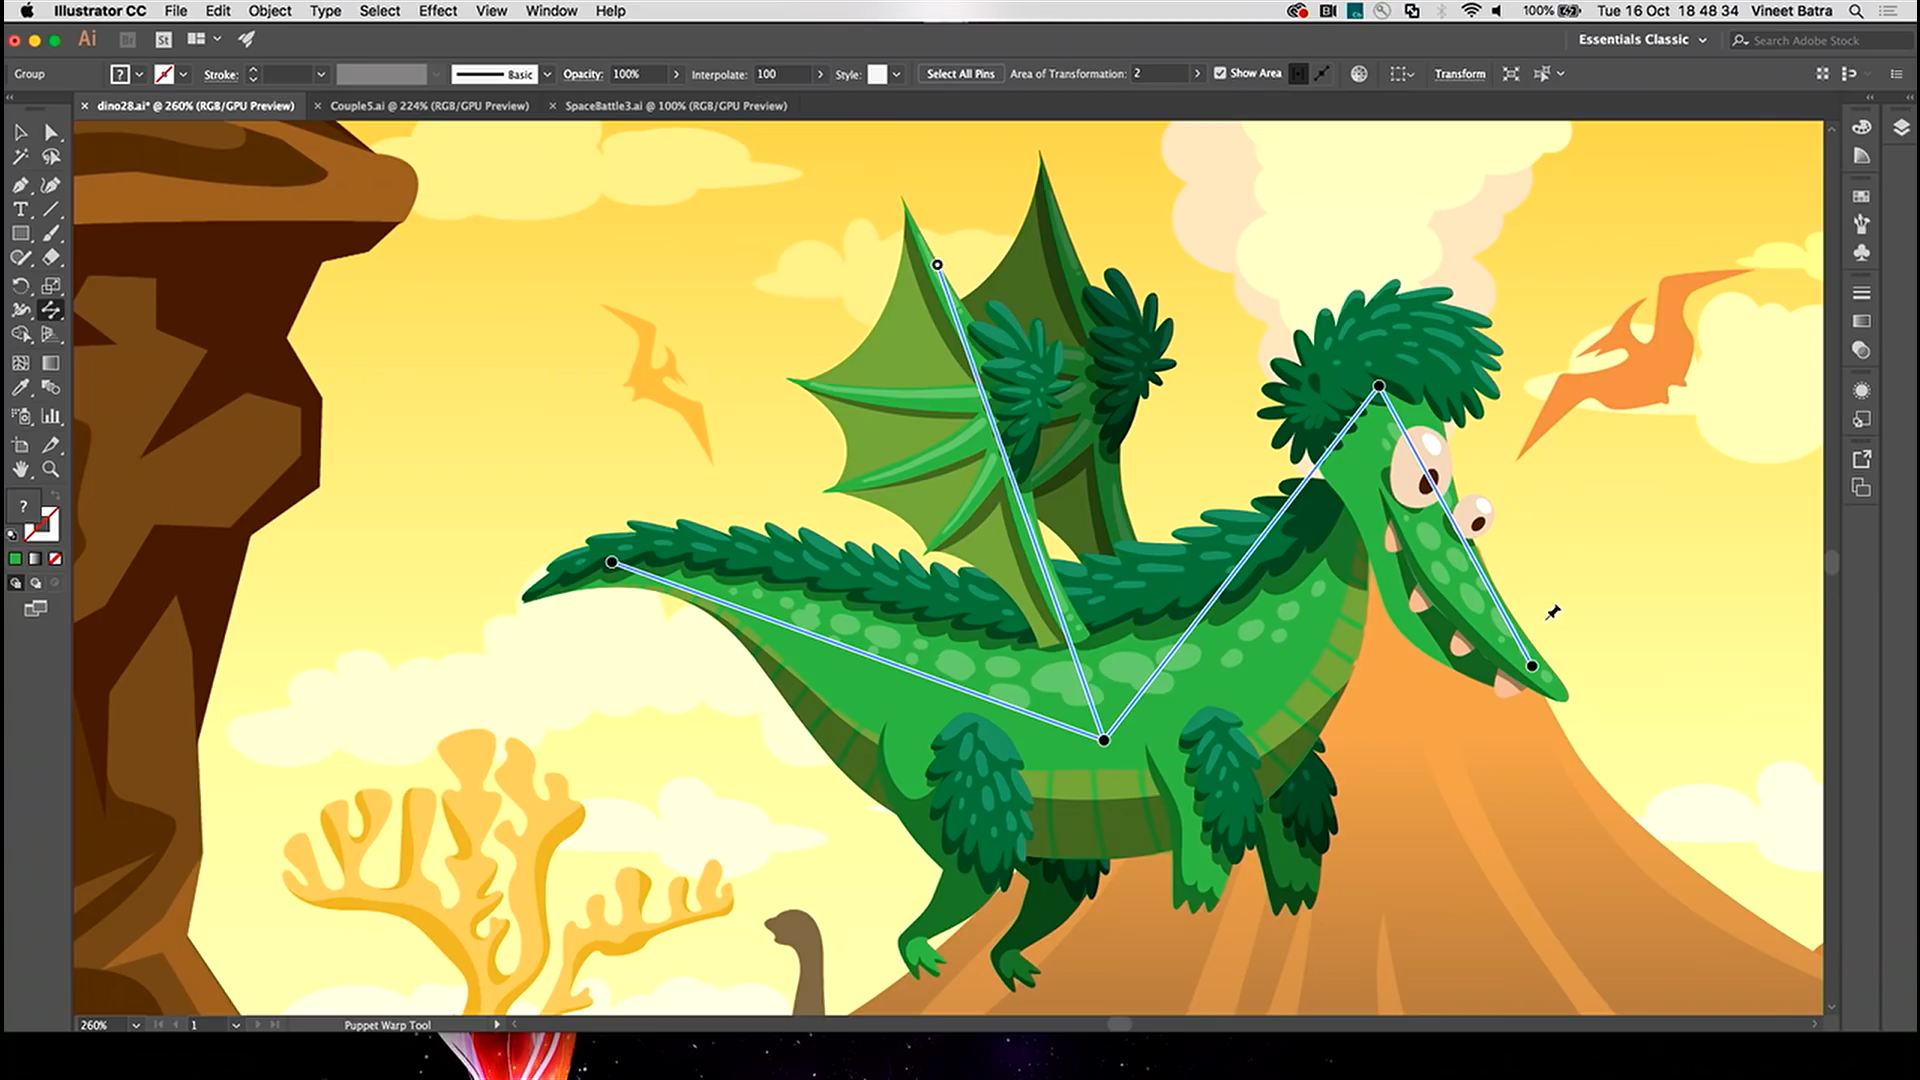 Illustrator CC File Edit Object Type Select Effect View Window Help 100% Tue 16 Oct 18 48 34 Vineet Batra
Ai Br St Essentials Classic Search Adobe Stock
Group ? Stroke: Basic Opacity: 100% Interpolate: 100 Style: Select All Pins Area of Transformation: 2 Show Area Transform
× dino28.ai* @ 260% (RGB/GPU Preview) × Couple5.ai @ 224% (RGB/GPU Preview) × SpaceBattle3.ai @ 100% (RGB/GPU Preview)
?
260% 1 Puppet Warp Tool